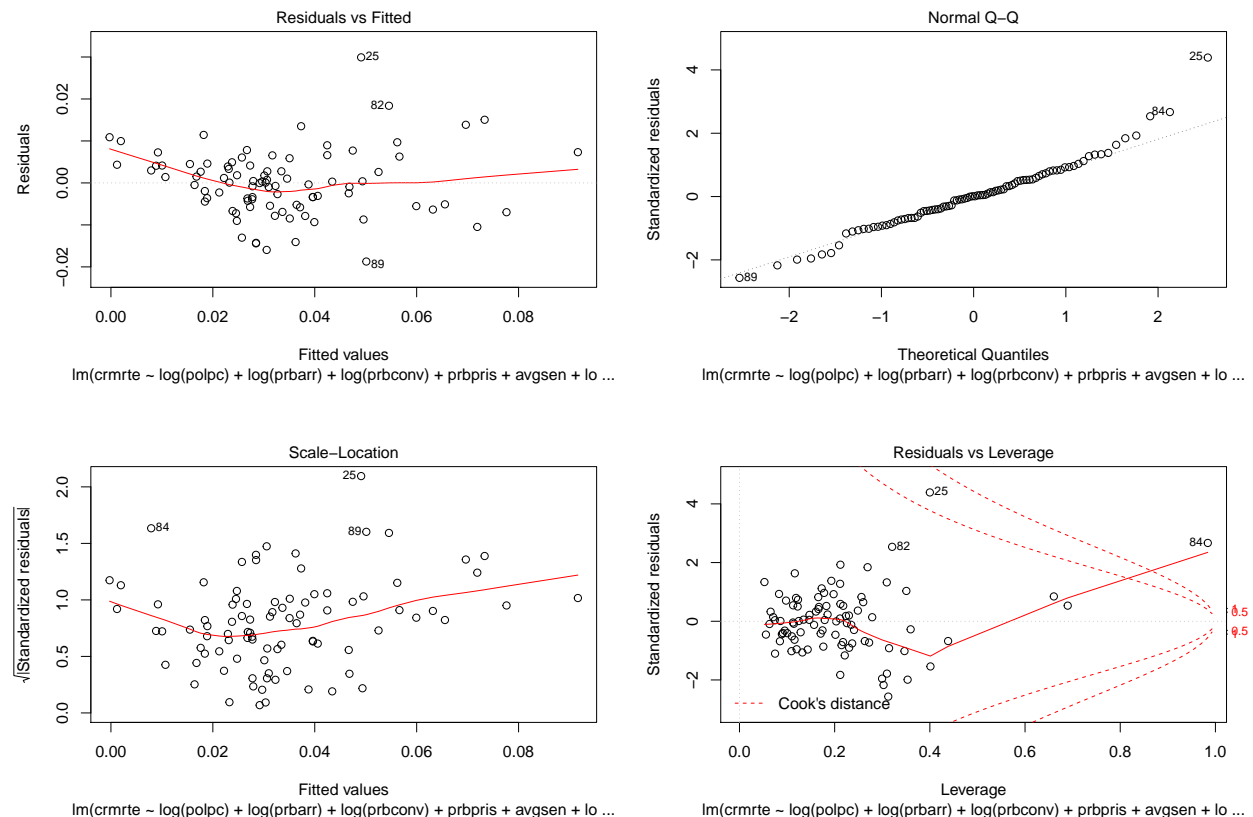 Residuals vs Fitted
Residuals
0.02
0.00
−0.02
25
82
89
0.00 0.02 0.04 0.06 0.08
Fitted values
lm(crmrte ~ log(polpc) + log(prbarr) + log(prbconv) + prbpris + avgsen + lo ...
Normal Q−Q
Standardized residuals
4
2
0
−2
25
84
89
−2 −1 0 1 2
Theoretical Quantiles
lm(crmrte ~ log(polpc) + log(prbarr) + log(prbconv) + prbpris + avgsen + lo ...
Scale−Location
√|Standardized residuals|
2.0
1.5
1.0
0.5
0.0
25
84
89
0.00 0.02 0.04 0.06 0.08
Fitted values
lm(crmrte ~ log(polpc) + log(prbarr) + log(prbconv) + prbpris + avgsen + lo ...
Residuals vs Leverage
Standardized residuals
4
2
0
−2
25
82
84
1
0.5
0.5
1
Cook's distance
0.0 0.2 0.4 0.6 0.8 1.0
Leverage
lm(crmrte ~ log(polpc) + log(prbarr) + log(prbconv) + prbpris + avgsen + lo ...